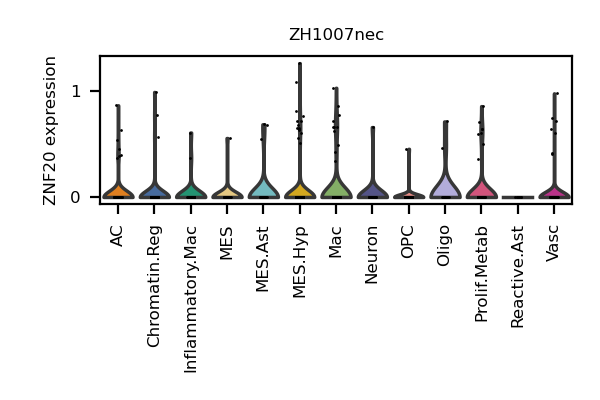 ZH1007nec
ZNF20 expression
1
0
AC
Chromatin.Reg
Inflammatory.Mac
MES
MES.Ast
MES.Hyp
Mac
Neuron
OPC
Oligo
Prolif.Metab
Reactive.Ast
Vasc